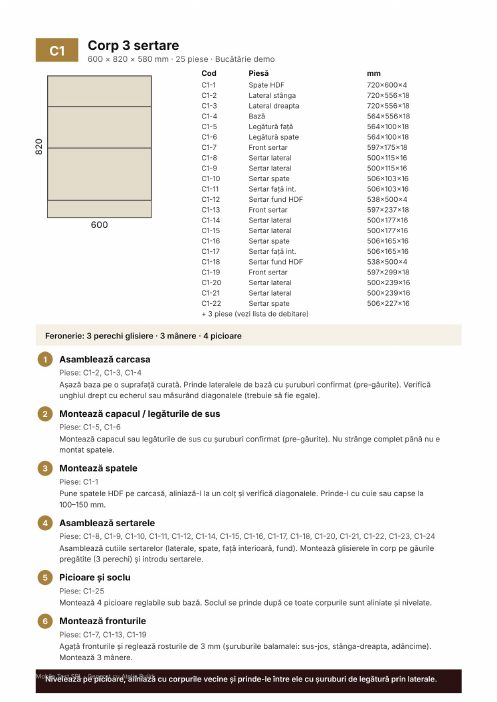 C1
Corp 3 sertare
600 × 820 × 580 mm · 25 piese · Bucătărie demo
820
600
Cod Piesă mm
C1-1 Spate HDF 720×600×4
C1-2 Lateral stânga 720×556×18
C1-3 Lateral dreapta 720×556×18
C1-4 Bază 564×556×18
C1-5 Legătură față 564×100×18
C1-6 Legătură spate 564×100×18
C1-7 Front sertar 597×175×18
C1-8 Sertar lateral 500×115×16
C1-9 Sertar lateral 500×115×16
C1-10 Sertar spate 506×103×16
C1-11 Sertar față int. 506×103×16
C1-12 Sertar fund HDF 538×500×4
C1-13 Front sertar 597×237×18
C1-14 Sertar lateral 500×177×16
C1-15 Sertar lateral 500×177×16
C1-16 Sertar spate 506×165×16
C1-17 Sertar față int. 506×165×16
C1-18 Sertar fund HDF 538×500×4
C1-19 Front sertar 597×299×18
C1-20 Sertar lateral 500×239×16
C1-21 Sertar lateral 500×239×16
C1-22 Sertar spate 506×227×16
+ 3 piese (vezi lista de debitare)
Feronerie: 3 perechi glisiere · 3 mânere · 4 picioare
1 Asamblează carcasa
Piese: C1-2, C1-3, C1-4
Așază baza pe o suprafață curată. Prinde lateralele de bază cu șuruburi confirmat (pre-găurite). Verifică
unghiul drept cu echerul sau măsurând diagonalele (trebuie să fie egale).
2 Montează capacul / legăturile de sus
Piese: C1-5, C1-6
Montează capacul sau legăturile de sus cu șuruburi confirmat (pre-găurite). Nu strânge complet până nu e
montat spatele.
3 Montează spatele
Piese: C1-1
Pune spatele HDF pe carcasă, aliniază-l la un colț și verifică diagonalele. Prinde-l cu cuie sau capse la
100–150 mm.
4 Asamblează sertarele
Piese: C1-8, C1-9, C1-10, C1-11, C1-12, C1-14, C1-15, C1-16, C1-17, C1-18, C1-20, C1-21, C1-22, C1-23, C1-24
Asamblează cutiile sertarelor (laterale, spate, față interioară, fund). Montează glisierele în corp pe găurile
pregătite (3 perechi) și introdu sertarele.
5 Picioare și soclu
Piese: C1-25
Montează 4 picioare reglabile sub bază. Soclul se prinde după ce toate corpurile sunt aliniate și nivelate.
6 Montează fronturile
Piese: C1-7, C1-13, C1-19
Agață fronturile și reglează rosturile de 3 mm (șuruburile balamalei: sus-jos, stânga-dreapta, adâncime).
Montează 3 mânere.
Nivelează pe picioare, aliniază cu corpurile vecine și prinde-le între ele cu șuruburi de legătură prin laterale.